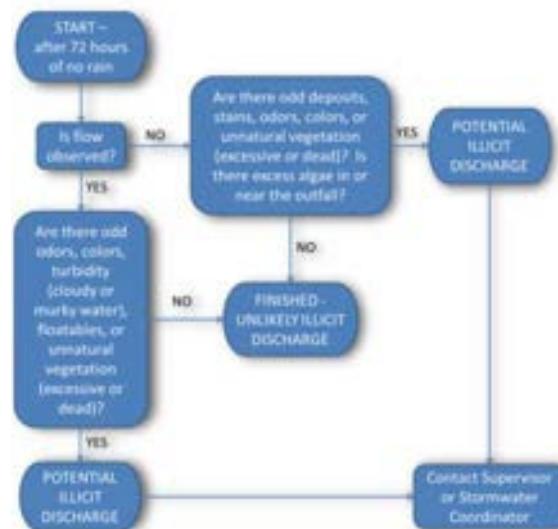 START –
after 72 hours
of no rain
Is flow
observed?
NO
Are there odd deposits,
stains, odors, colors, or
unnatural vegetation
(excessive or dead)? Is
there excess algae in or
near the outfall?
YES
POTENTIAL
ILLICIT
DISCHARGE
YES
NO
Are there odd
odors, colors,
turbidity
(cloudy or
murky water),
floatables, or
unnatural
vegetation
(excessive or
dead)?
NO
FINISHED -
UNLIKELY ILLICIT
DISCHARGE
YES
POTENTIAL
ILLICIT
DISCHARGE
Contact Supervisor
or Stormwater
Coordinator